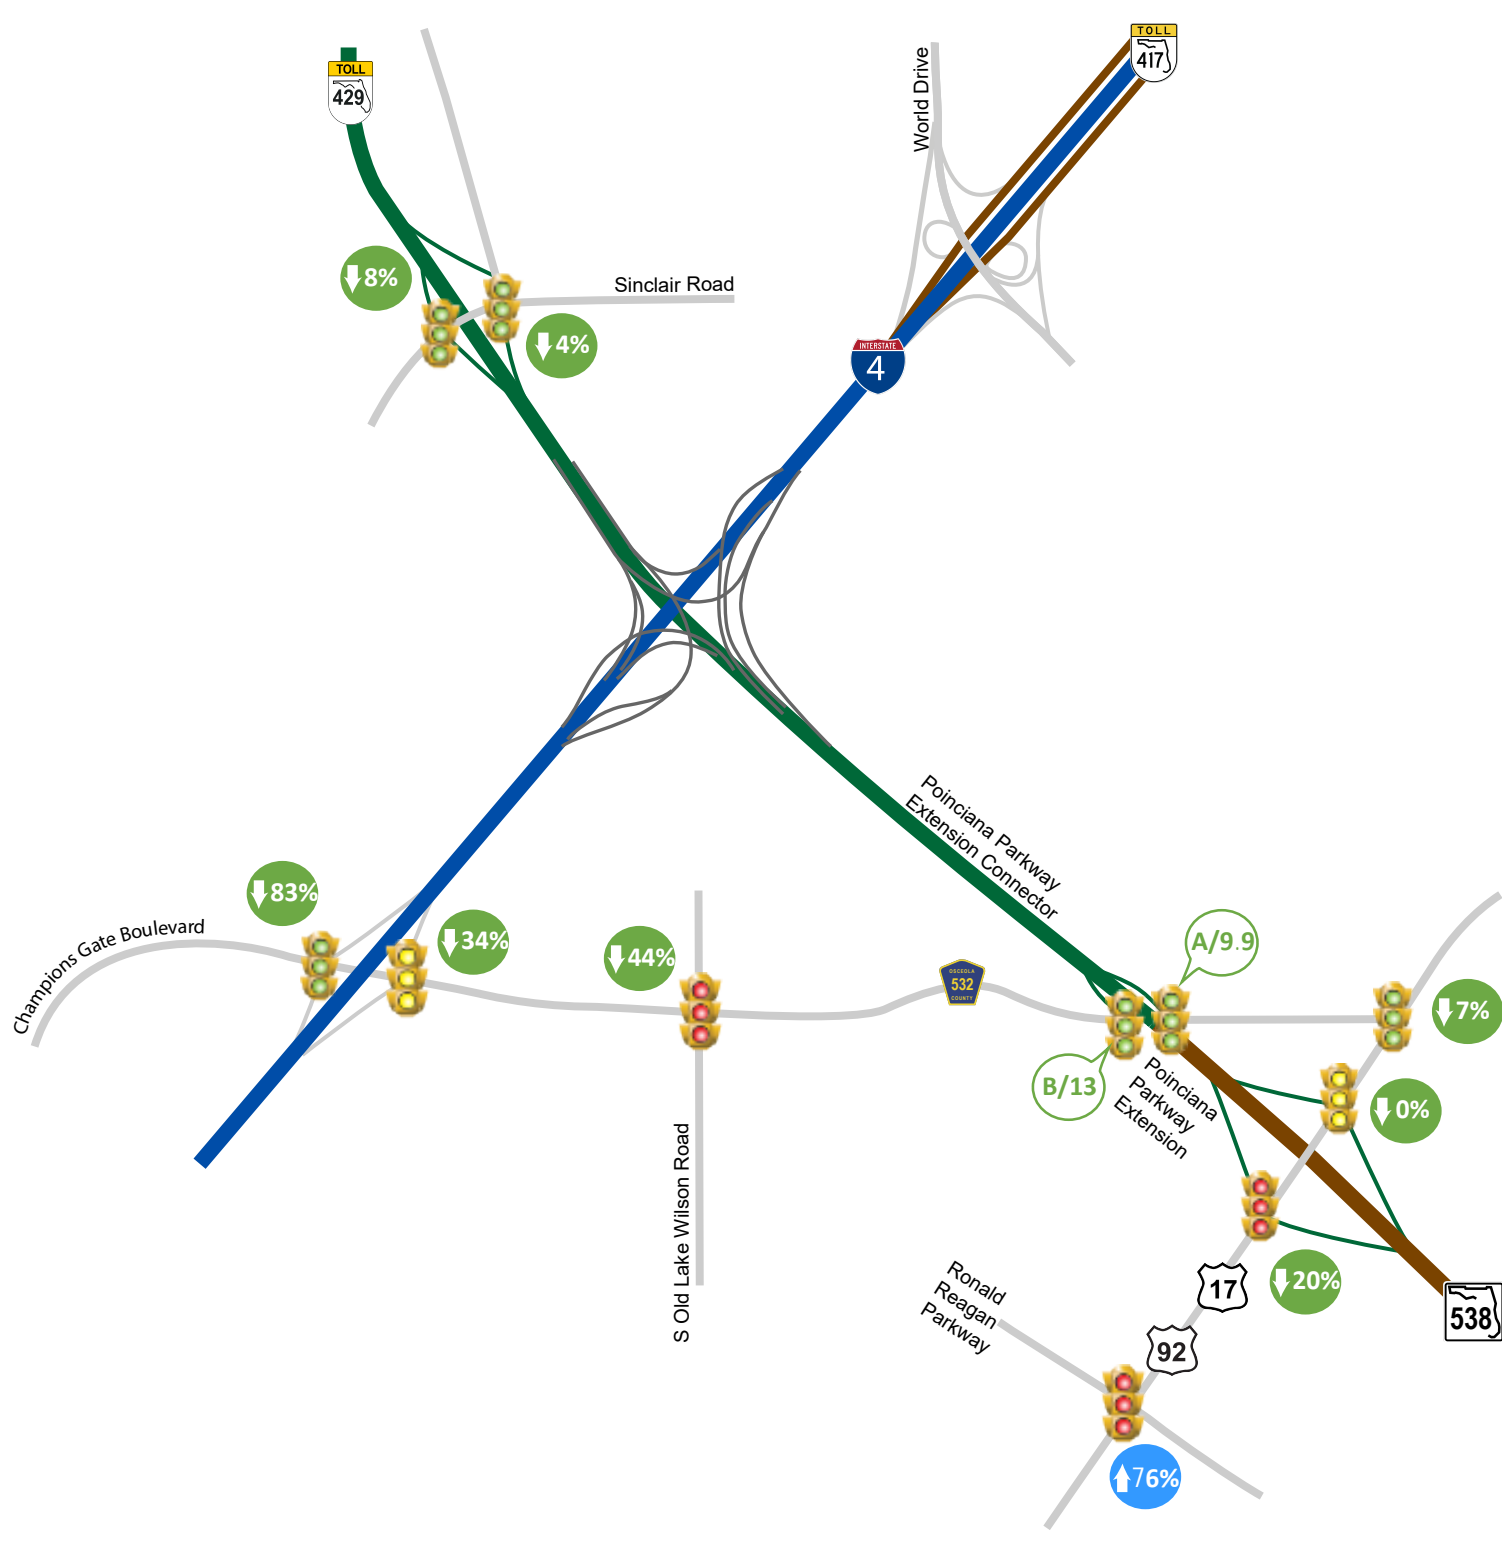 TOLL
417
TOLL
429
World Drive
8%
Sinclair Road
4%
INTERSTATE
4
Poinciana Parkway
Extension Connector
83%
Champions Gate Boulevard
34%
44%
A/9.9
OSCEOLA
532
COUNTY
7%
B/13
Poinciana
Parkway
Extension
0%
S Old Lake Wilson Road
20%
17
538
Ronald
Reagan
Parkway
92
76%